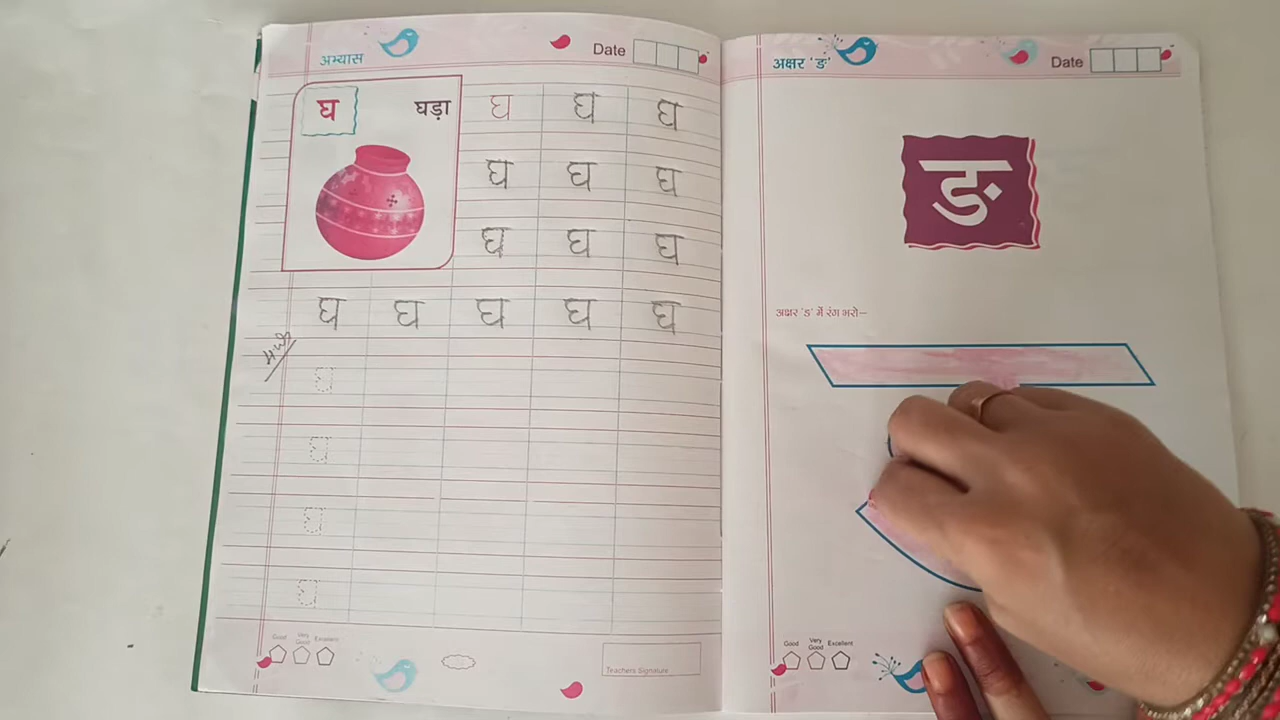 अभ्यास
Date
घ
घड़ा
घ घ घ
घ घ घ
घ घ घ
घ घ घ घ घ
घ
घ
घ
घ
Good
Very Good
Excellent
Teachers Signature
अक्षर 'ङ'
Date
ङ
अक्षर 'ङ' में रंग भरो–
Good
Very Good
Excellent